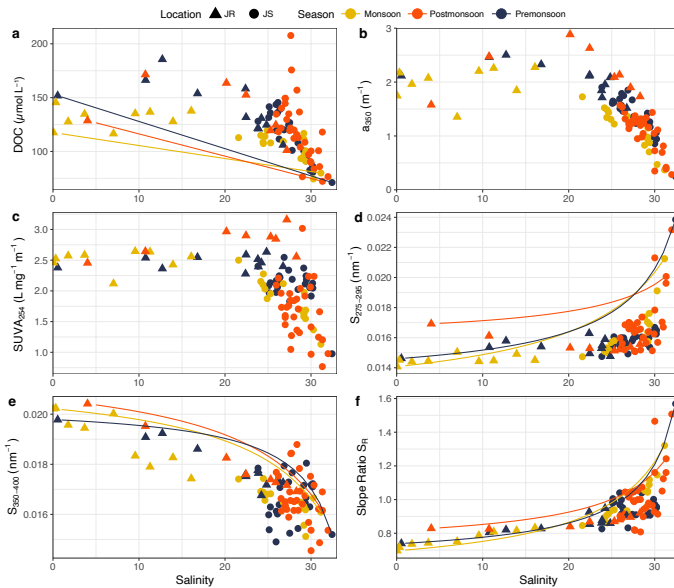 Location ▲ JR ● JS Season Monsoon Postmonsoon Premonsoon
a
DOC (µmol L⁻¹)
200
150
100
0 10 20 30
b
a₃₅₀ (m⁻¹)
3
2
1
0
0 10 20 30
c
SUVA₂₅₄ (L mg⁻¹ m⁻¹)
3.0
2.5
2.0
1.5
1.0
0 10 20 30
d
S₂₇₅₋₂₉₅ (nm⁻¹)
0.024
0.022
0.020
0.018
0.016
0.014
0 10 20 30
e
S₃₅₀₋₄₀₀ (nm⁻¹)
0.020
0.018
0.016
0 10 20 30
Salinity
f
Slope Ratio S_R
1.6
1.4
1.2
1.0
0.8
0 10 20 30
Salinity